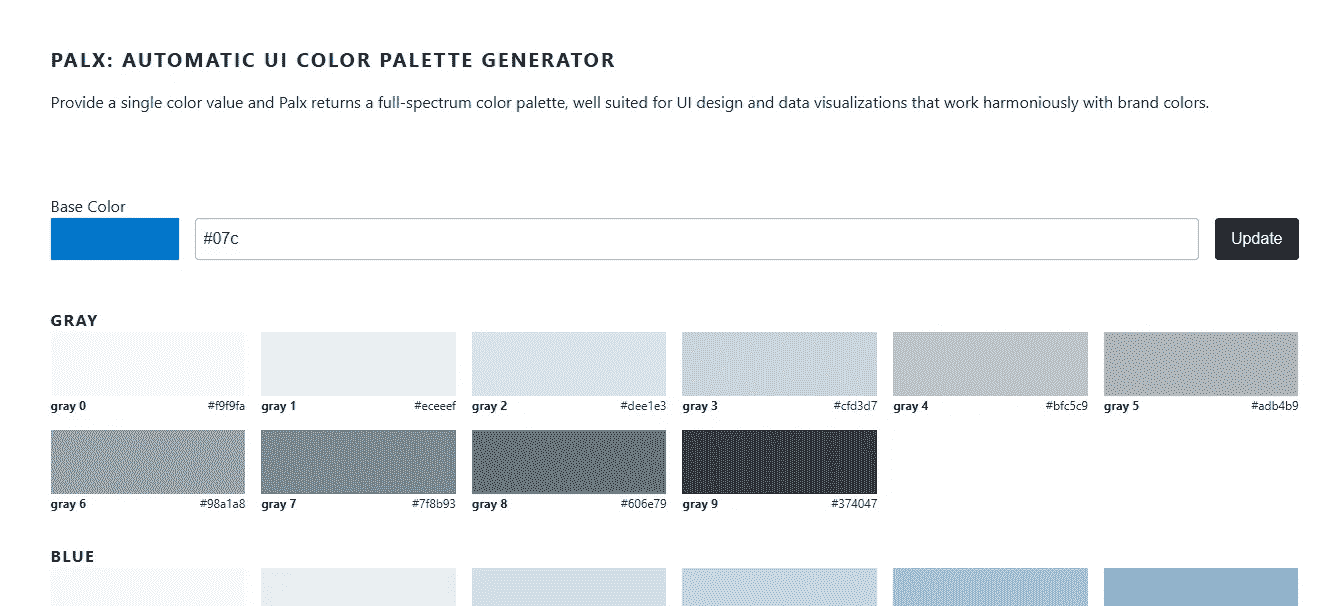 PALX: AUTOMATIC UI COLOR PALETTE GENERATOR
Provide a single color value and Palx returns a full-spectrum color palette, well suited for UI design and data visualizations that work harmoniously with brand colors.
Base Color
#07c Update
GRAY
gray 0 #f9f9fa gray 1 #eceeef gray 2 #dee1e3 gray 3 #cfd3d7 gray 4 #bfc5c9 gray 5 #adb4b9
gray 6 #98a1a8 gray 7 #7f8b93 gray 8 #606e79 gray 9 #374047
BLUE